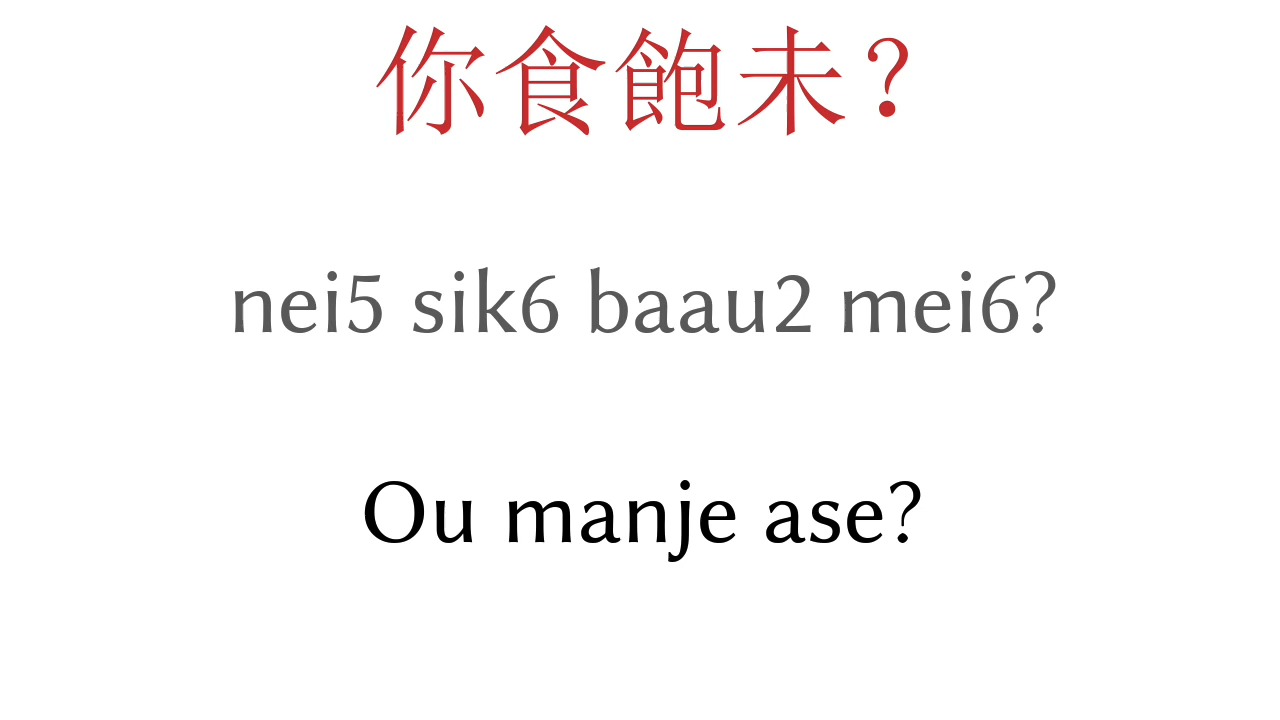 你食飽未？
nei5 sik6 baau2 mei6?
Ou manje ase?